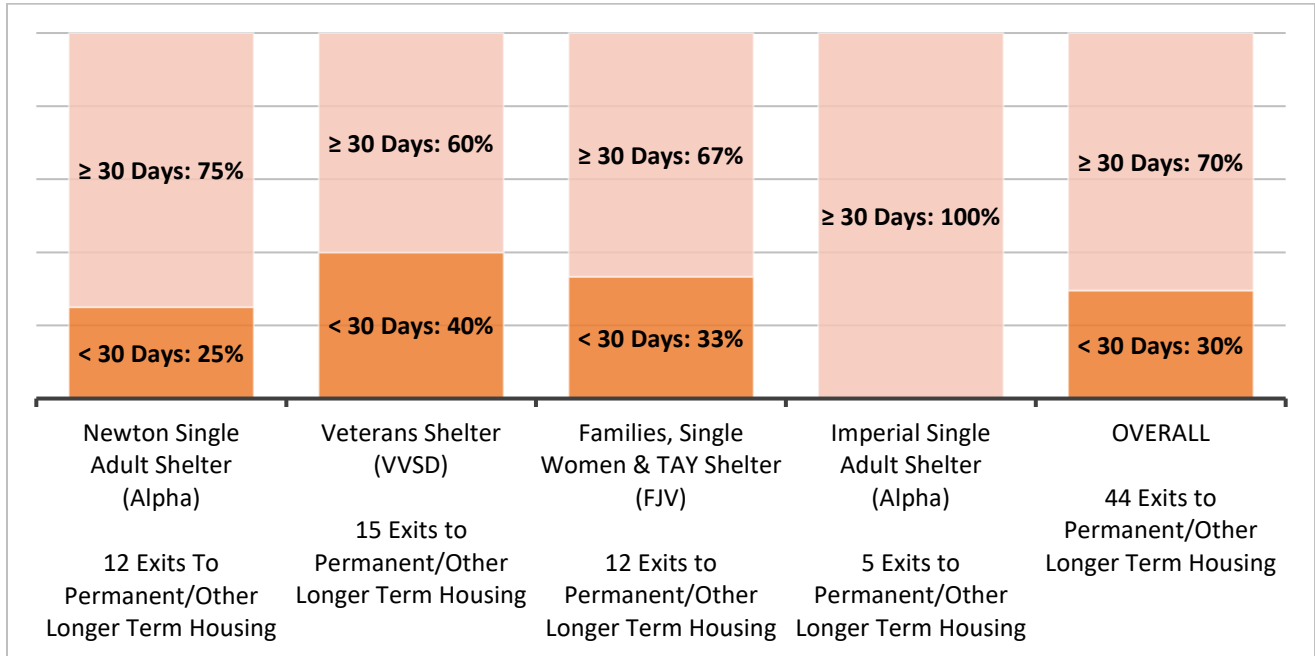 ≥ 30 Days: 75%
< 30 Days: 25%
≥ 30 Days: 60%
< 30 Days: 40%
≥ 30 Days: 67%
< 30 Days: 33%
≥ 30 Days: 100%
≥ 30 Days: 70%
< 30 Days: 30%
Newton Single
Adult Shelter
(Alpha)
12 Exits To
Permanent/Other
Longer Term Housing
Veterans Shelter
(VVSD)
15 Exits to
Permanent/Other
Longer Term Housing
Families, Single
Women & TAY Shelter
(FJV)
12 Exits to
Permanent/Other
Longer Term Housing
Imperial Single
Adult Shelter
(Alpha)
5 Exits to
Permanent/Other
Longer Term Housing
OVERALL
44 Exits to
Permanent/Other
Longer Term Housing